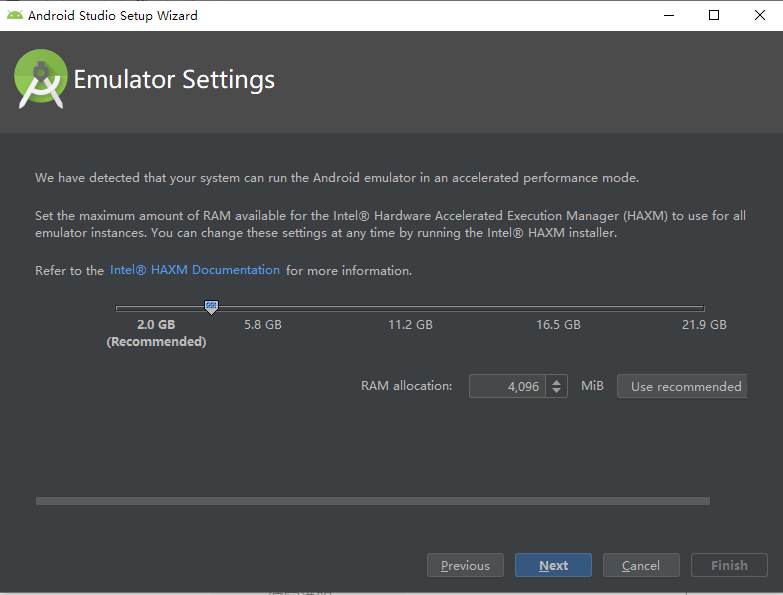 Android Studio Setup Wizard
Emulator Settings
We have detected that your system can run the Android emulator in an accelerated performance mode.
Set the maximum amount of RAM available for the Intel® Hardware Accelerated Execution Manager (HAXM) to use for all
emulator instances. You can change these settings at any time by running the Intel® HAXM installer.
Refer to the Intel® HAXM Documentation for more information.
2.0 GB 5.8 GB 11.2 GB 16.5 GB 21.9 GB
(Recommended)
RAM allocation: 4,096 MiB Use recommended
Previous Next Cancel Finish